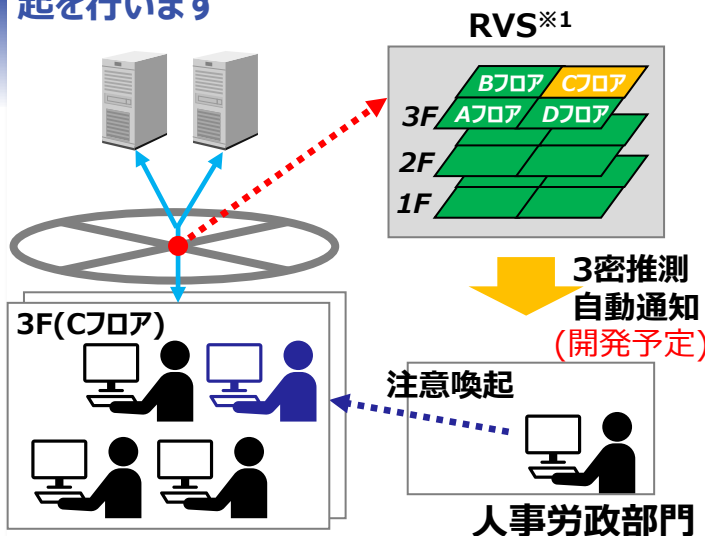 起を行います
RVS※1
Bフロア Cフロア
3F Aフロア Dフロア
2F
1F
3密推測
自動通知
(開発予定)
3F(Cフロア)
注意喚起
人事労政部門